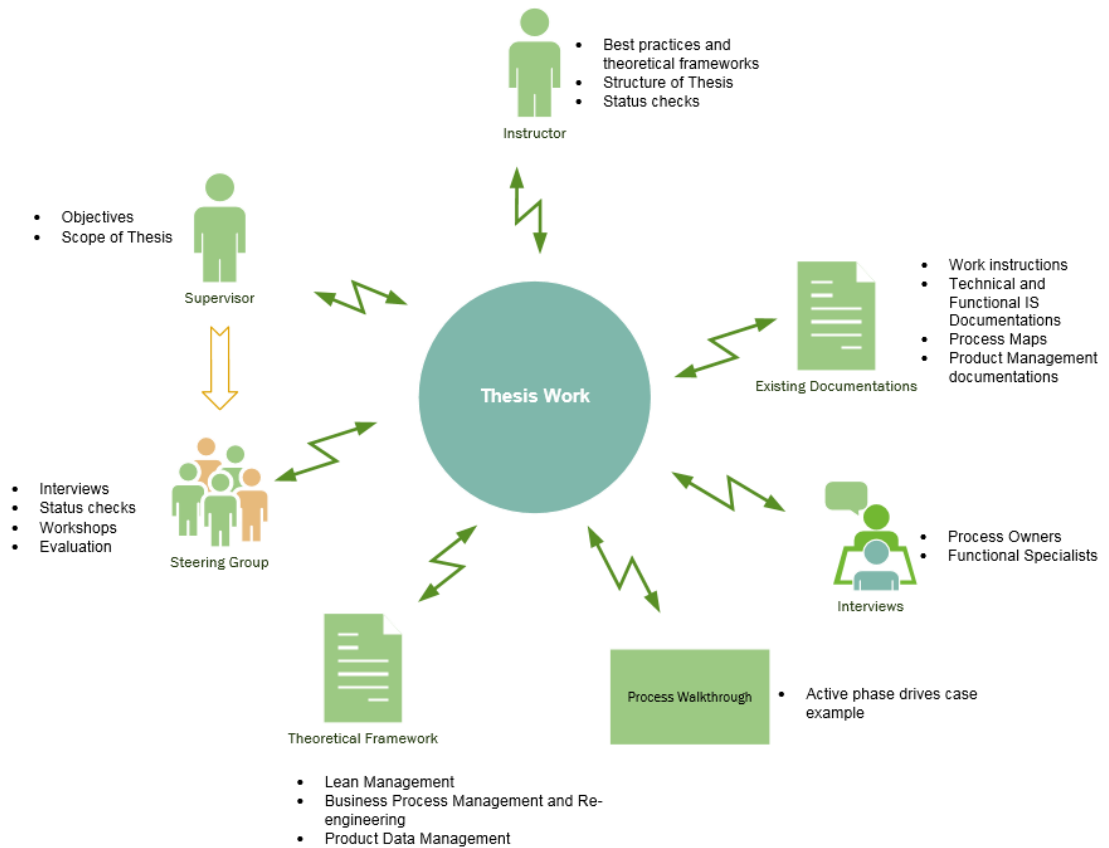 • Best practices and
theoretical frameworks
• Structure of Thesis
• Status checks
Instructor
• Objectives
• Scope of Thesis
Supervisor
• Work instructions
• Technical and
Functional IS
Documentations
• Process Maps
• Product Management
documentations
Existing Documentations
Thesis Work
• Interviews
• Status checks
• Workshops
• Evaluation
Steering Group
• Process Owners
• Functional Specialists
Interviews
Process Walkthrough
• Active phase drives case
example
Theoretical Framework
• Lean Management
• Business Process Management and Re-
engineering
• Product Data Management